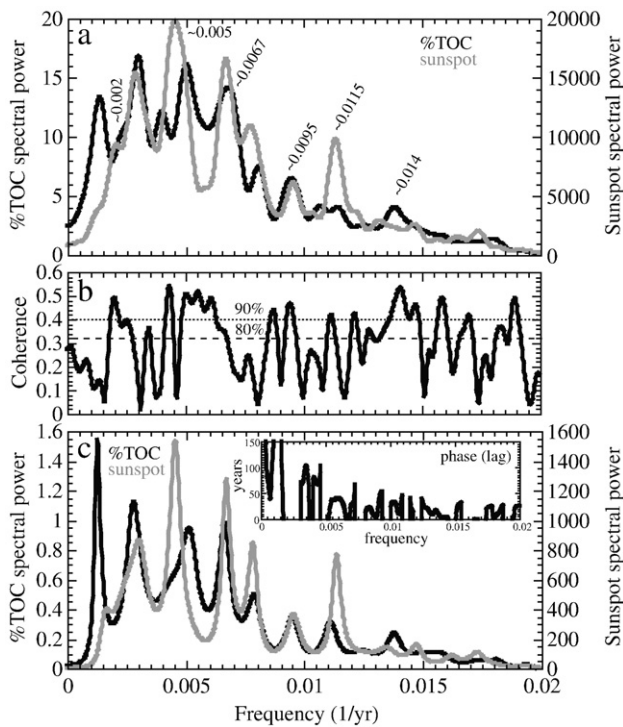 a
%TOC
sunspot
~0.002
~0.005
~0.0067
~0.0095
~0.0115
~0.014
%TOC spectral power
20
15
10
5
0
Sunspot spectral power
20000
15000
10000
5000
0
b
90%
80%
Coherence
0.6
0.5
0.4
0.3
0.2
0.1
0
c
%TOC
sunspot
%TOC spectral power
1.6
1.4
1.2
1
0.8
0.6
0.4
0.2
0
phase (lag)
years
150
100
50
0
0.005 0.01 0.015 0.02
frequency
Sunspot spectral power
1600
1400
1200
1000
800
600
400
200
0
0 0.005 0.01 0.015 0.02
Frequency (1/yr)